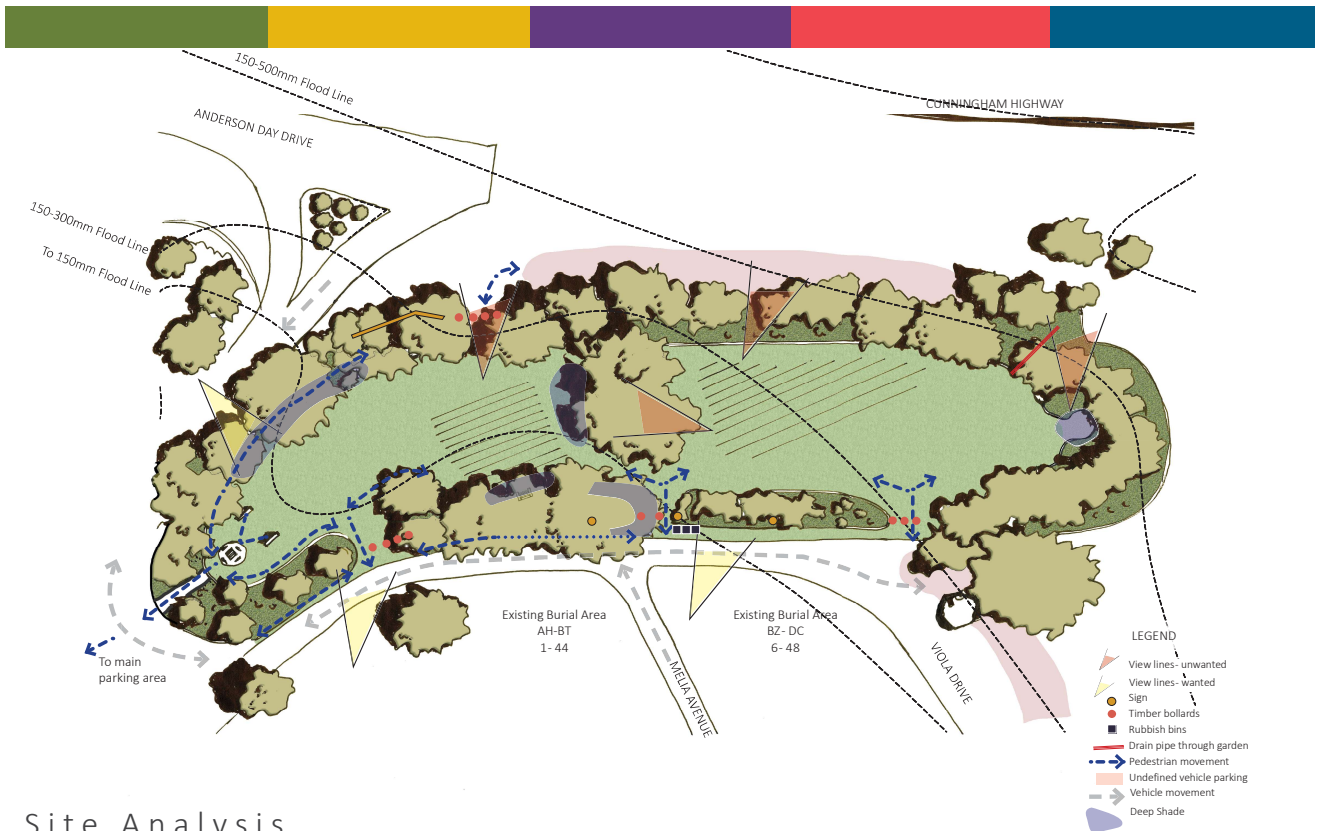 150-500mm Flood Line
CUNNINGHAM HIGHWAY
ANDERSON DAY DRIVE
150-300mm Flood Line
To 150mm Flood Line
Existing Burial Area
AH-BT
1- 44
Existing Burial Area
BZ- DC
6- 48
To main
parking area
MELIA AVENUE
VIOLA DRIVE
LEGEND
View lines- unwanted
View lines- wanted
Sign
Timber bollards
Rubbish bins
Drain pipe through garden
Pedestrian movement
Undefined vehicle parking
Vehicle movement
Deep Shade
Site Analysis